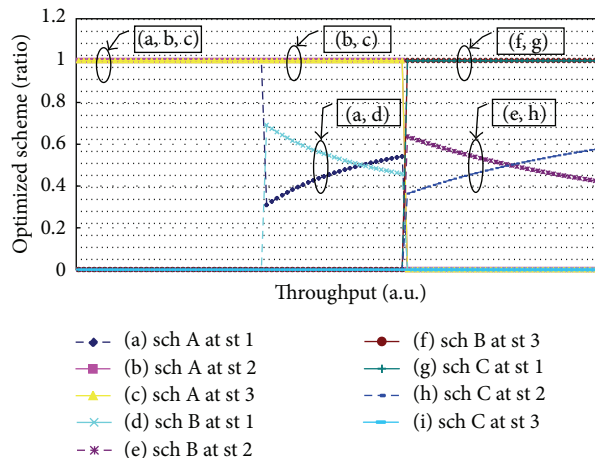 (a, b, c)
(b, c)
(f, g)
(a, d)
(e, h)
Optimized scheme (ratio)
1.2
1
0.8
0.6
0.4
0.2
0
Throughput (a.u.)
(a) sch A at st 1
(b) sch A at st 2
(c) sch A at st 3
(d) sch B at st 1
(e) sch B at st 2
(f) sch B at st 3
(g) sch C at st 1
(h) sch C at st 2
(i) sch C at st 3